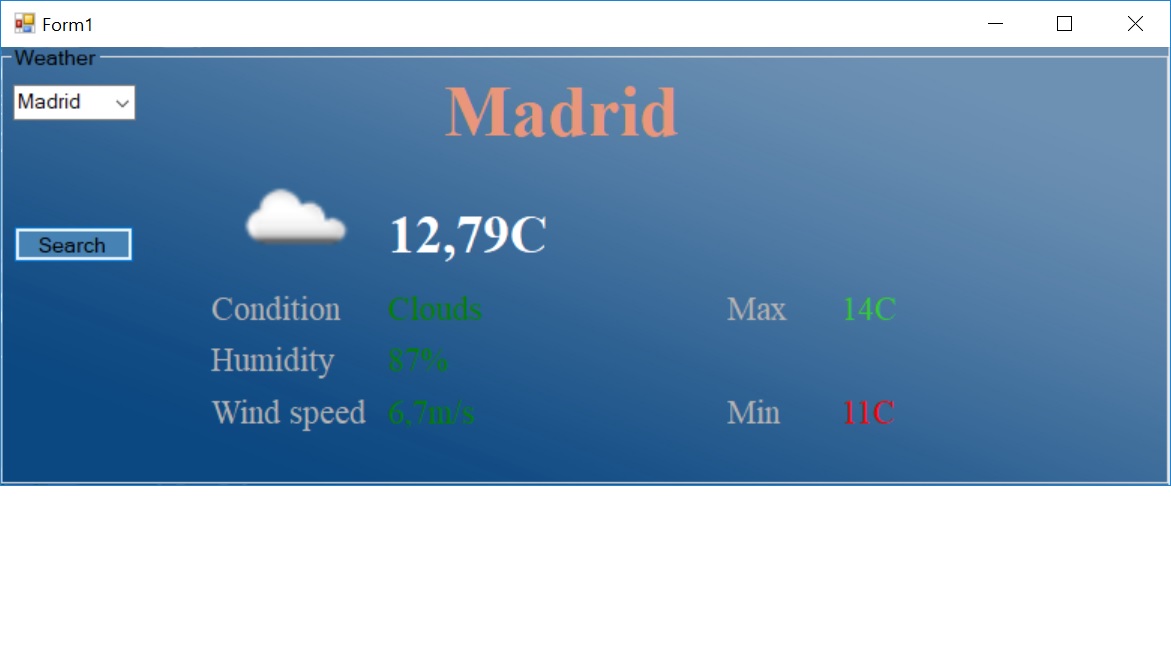 Form1
Weather
Madrid
Madrid
12,79C
Search
Condition Clouds Max 14C
Humidity 87%
Wind speed 6,7m/s Min 11C